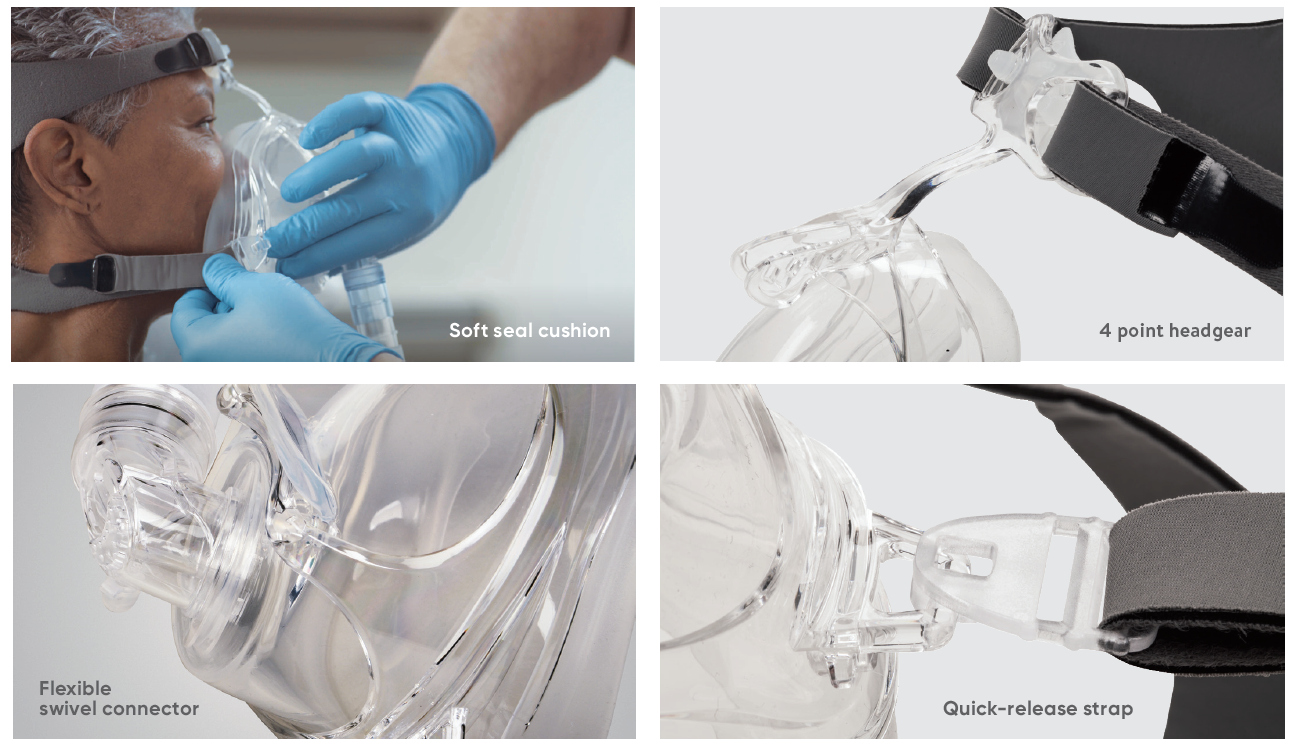 Soft seal cushion
4 point headgear
Flexible
swivel connector
Quick-release strap